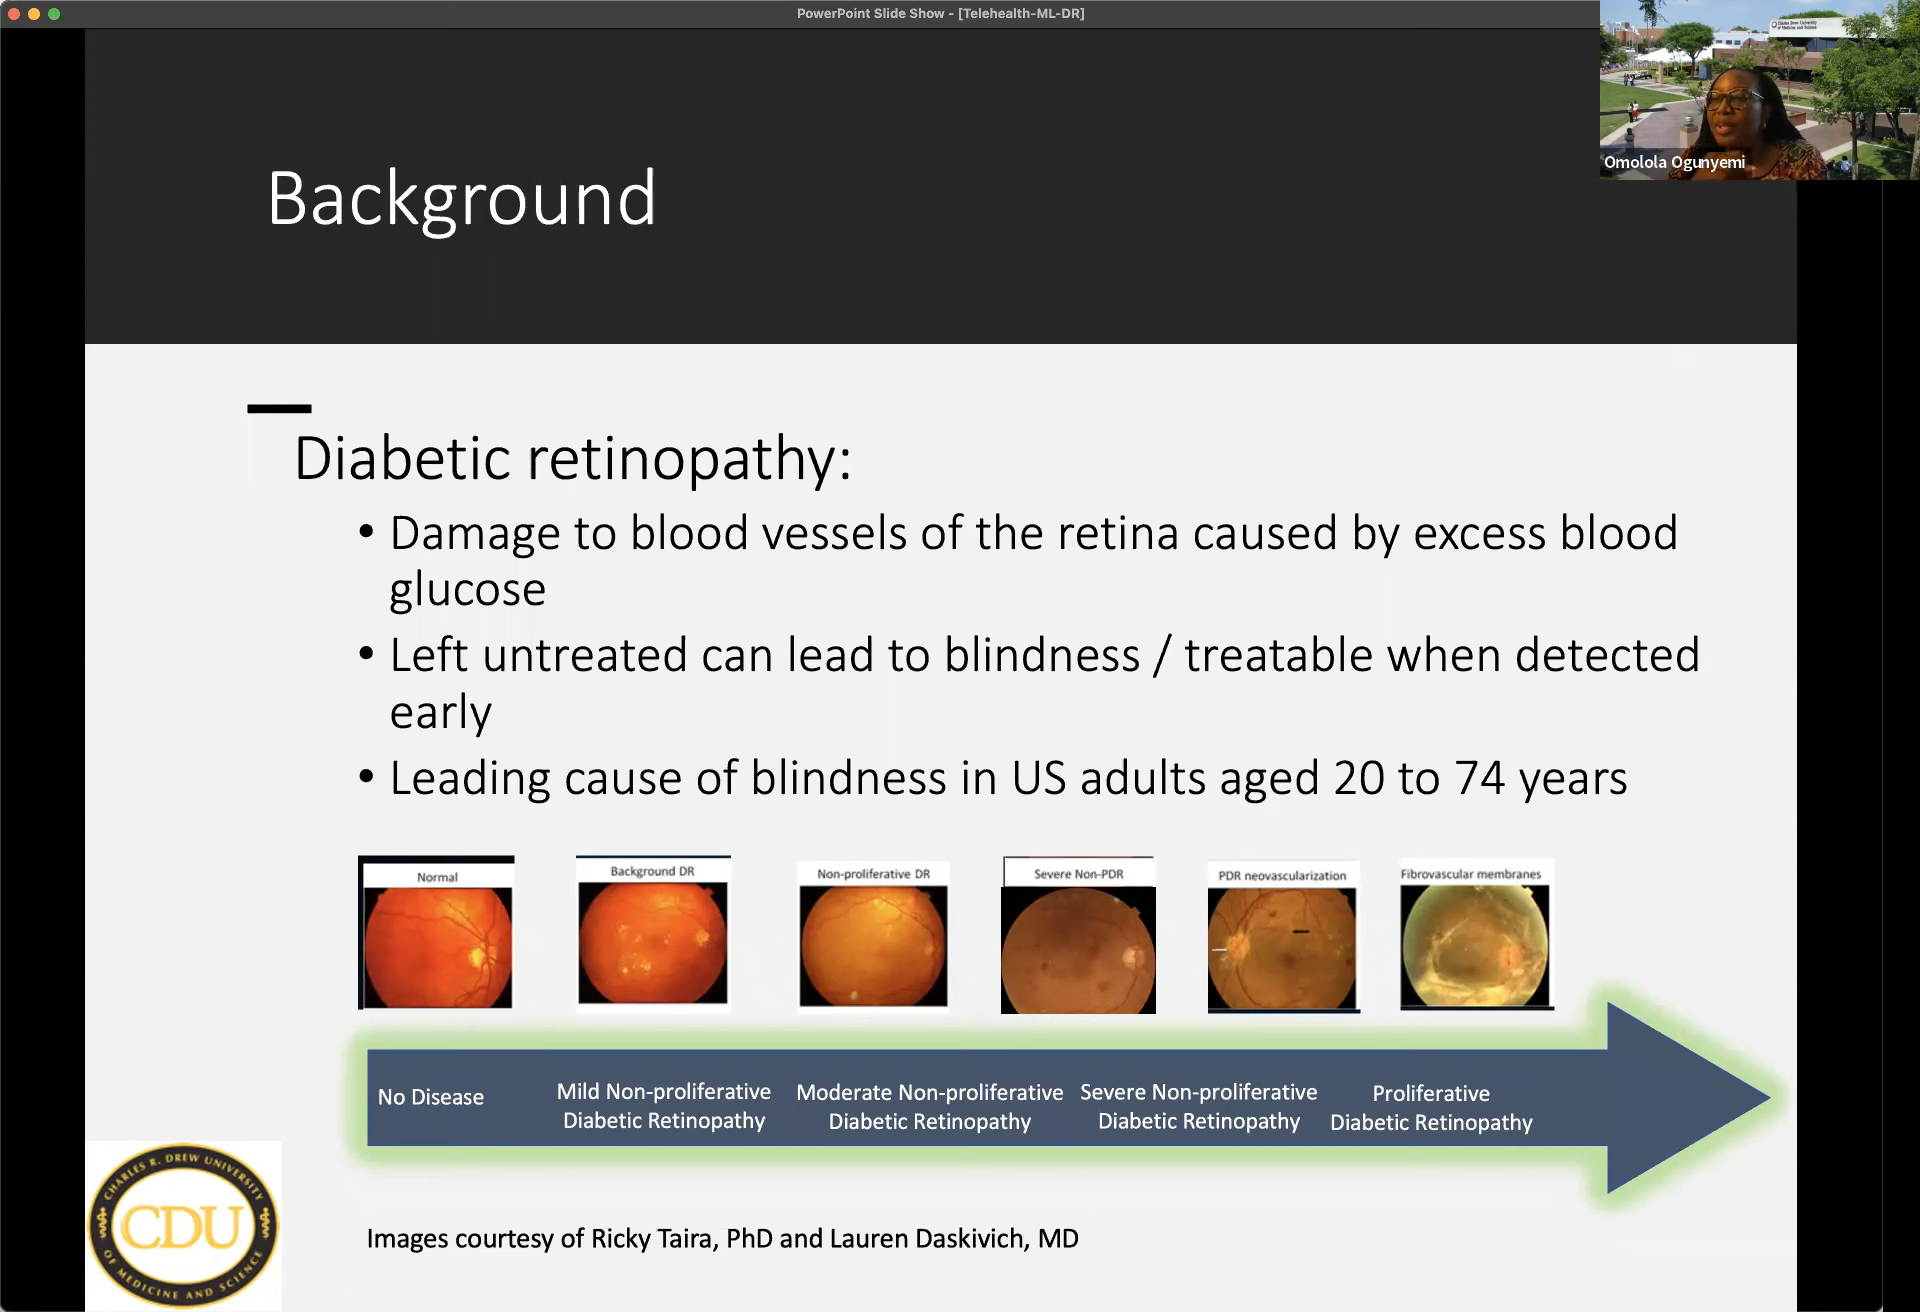 PowerPoint Slide Show - [Telehealth-ML-DR]
Omolola Ogunyemi
Background
Diabetic retinopathy:
• Damage to blood vessels of the retina caused by excess blood
glucose
• Left untreated can lead to blindness / treatable when detected
early
• Leading cause of blindness in US adults aged 20 to 74 years
Normal
Background DR
Non-proliferative DR
Severe Non-PDR
PDR neovascularization
Fibrovascular membranes
No Disease
Mild Non-proliferative
Diabetic Retinopathy
Moderate Non-proliferative
Diabetic Retinopathy
Severe Non-proliferative
Diabetic Retinopathy
Proliferative
Diabetic Retinopathy
CHARLES R. DREW UNIVERSITY
CDU
OF MEDICINE AND SCIENCE
Images courtesy of Ricky Taira, PhD and Lauren Daskivich, MD